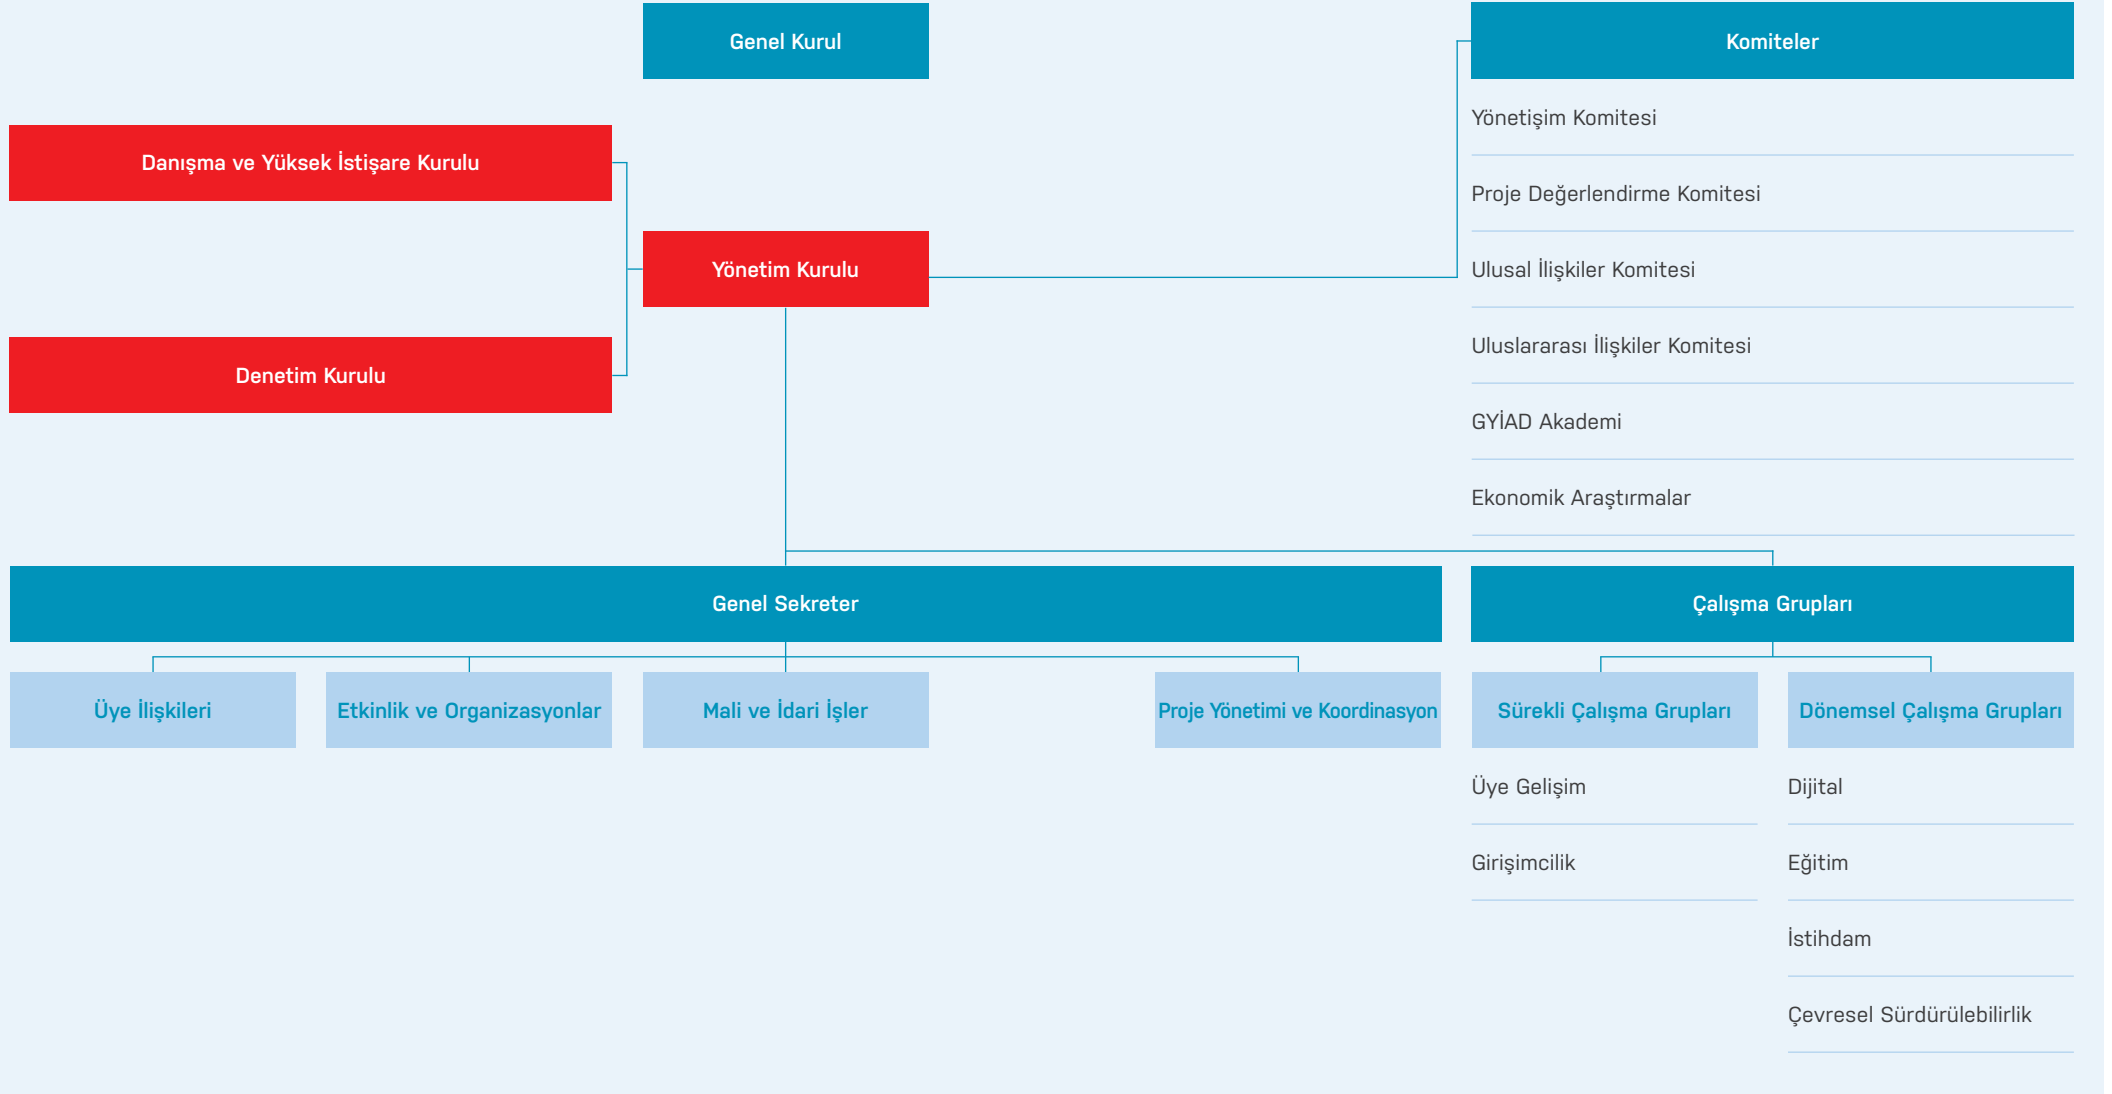 Genel Kurul
Komiteler
Yönetişim Komitesi
Proje Değerlendirme Komitesi
Ulusal İlişkiler Komitesi
Uluslararası İlişkiler Komitesi
GYİAD Akademi
Ekonomik Araştırmalar
Danışma ve Yüksek İstişare Kurulu
Yönetim Kurulu
Denetim Kurulu
Genel Sekreter
Üye İlişkileri
Etkinlik ve Organizasyonlar
Mali ve İdari İşler
Proje Yönetimi ve Koordinasyon
Çalışma Grupları
Sürekli Çalışma Grupları
Üye Gelişim
Girişimcilik
Dönemsel Çalışma Grupları
Dijital
Eğitim
İstihdam
Çevresel Sürdürülebilirlik